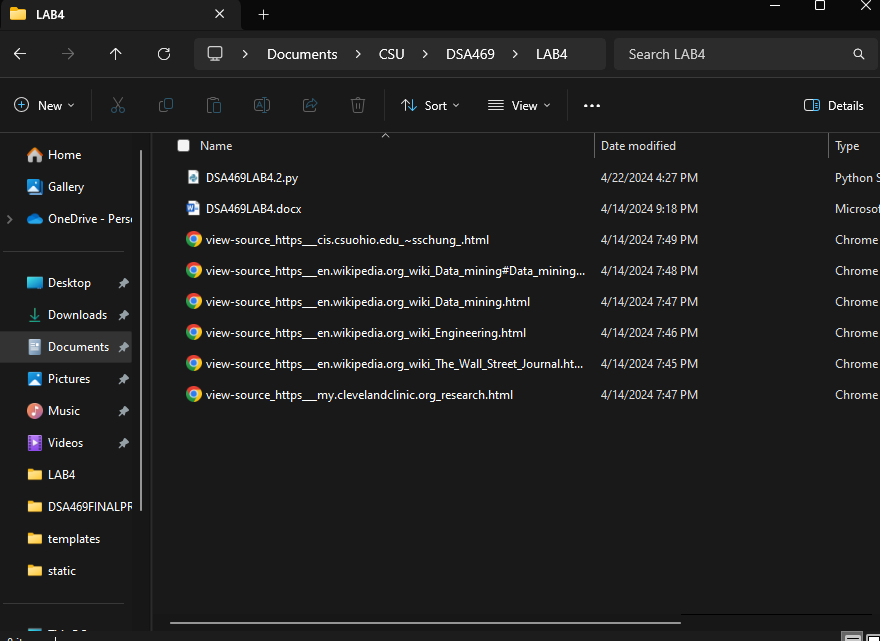 LAB4
Documents > CSU > DSA469 > LAB4
Search LAB4
New
Sort
View
Details
Name Date modified Type
DSA469LAB4.2.py 4/22/2024 4:27 PM Python S
DSA469LAB4.docx 4/14/2024 9:18 PM Microsof
view-source_https___cis.csuohio.edu_~sschung_.html 4/14/2024 7:49 PM Chrome
view-source_https___en.wikipedia.org_wiki_Data_mining#Data_mining... 4/14/2024 7:48 PM Chrome
view-source_https___en.wikipedia.org_wiki_Data_mining.html 4/14/2024 7:47 PM Chrome
view-source_https___en.wikipedia.org_wiki_Engineering.html 4/14/2024 7:46 PM Chrome
view-source_https___en.wikipedia.org_wiki_The_Wall_Street_Journal.ht... 4/14/2024 7:45 PM Chrome
view-source_https___my.clevelandclinic.org_research.html 4/14/2024 7:47 PM Chrome
Home
Gallery
OneDrive - Perso
Desktop
Downloads
Documents
Pictures
Music
Videos
LAB4
DSA469FINALPR
templates
static